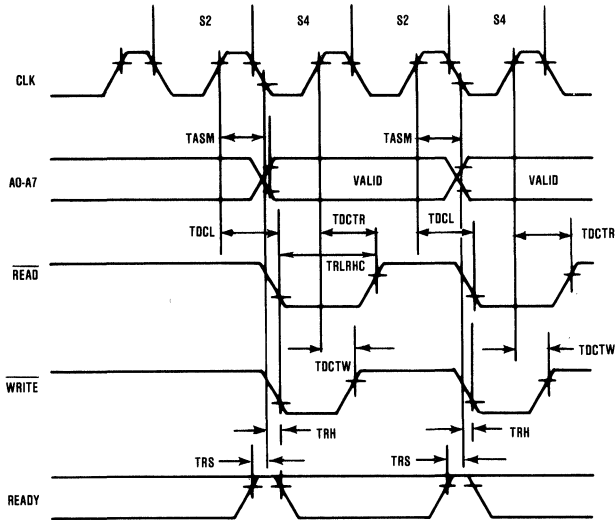 S2 S4 S2 S4
CLK
TASM TASM
A0-A7 VALID VALID
TDCL TDCTR TDCL TDCTR
READ TRLRHC
TDCTW TDCTW
WRITE
TRH TRH
TRS TRS
READY